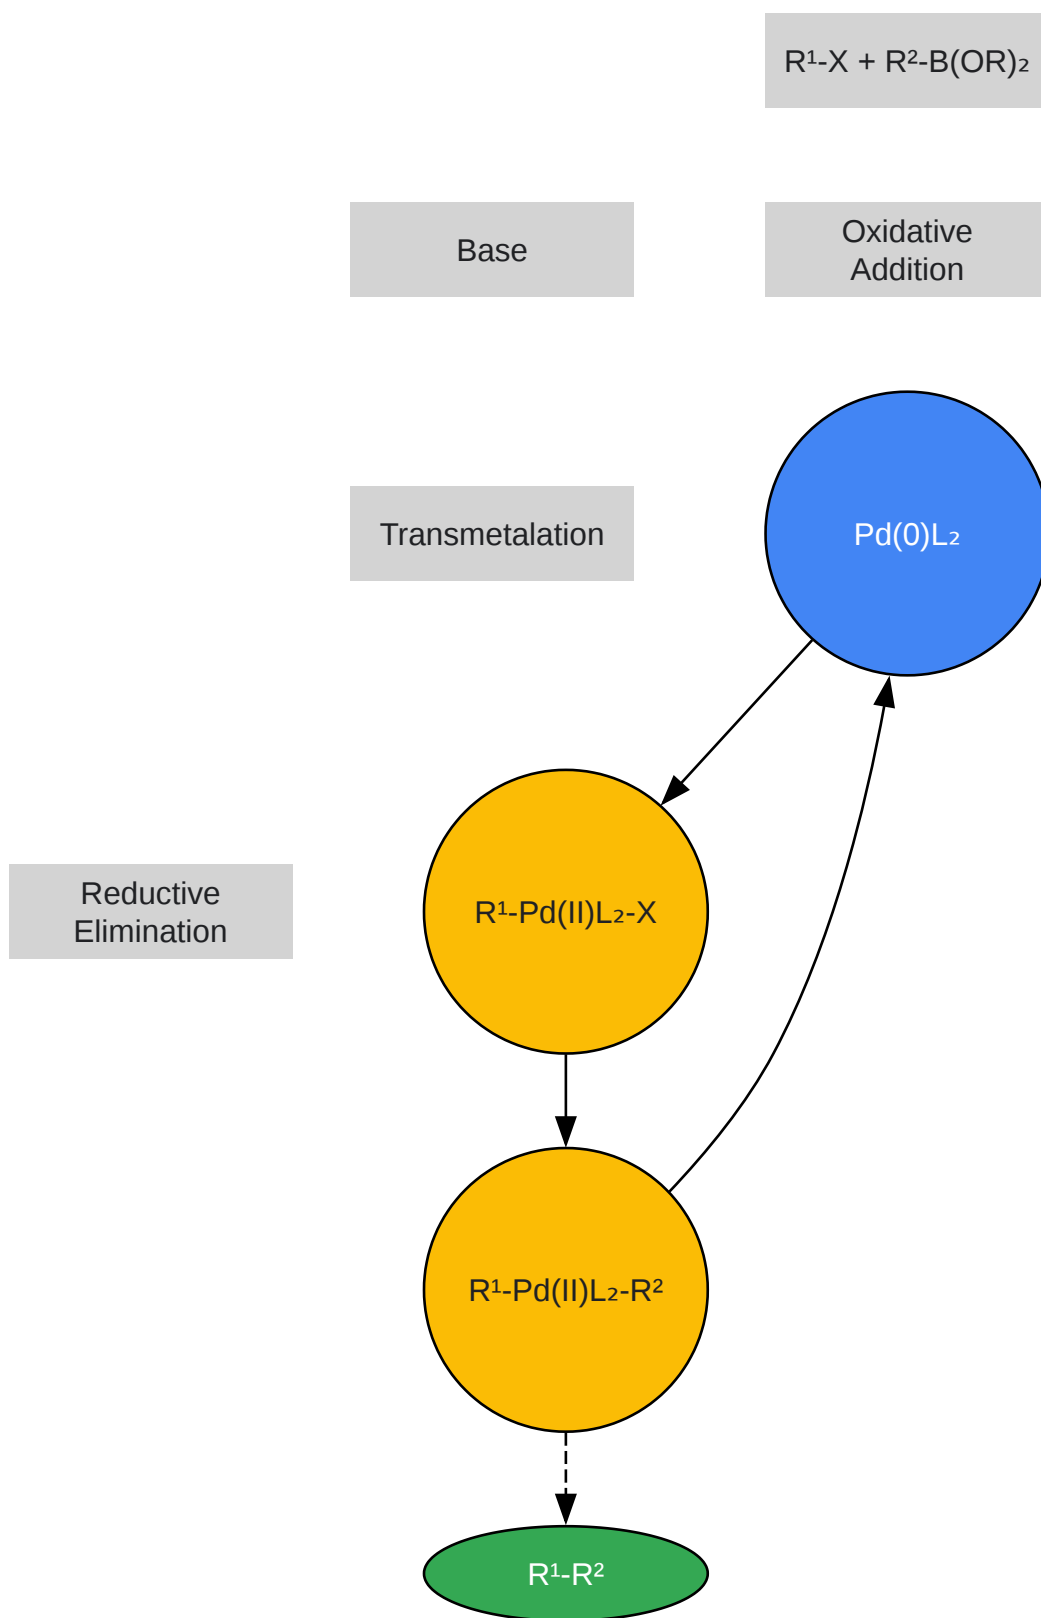 R¹-X + R²-B(OR)₂
Base
Oxidative
Addition
Transmetalation
Pd(0)L₂
Reductive
Elimination
R¹-Pd(II)L₂-X
R¹-Pd(II)L₂-R²
R¹-R²